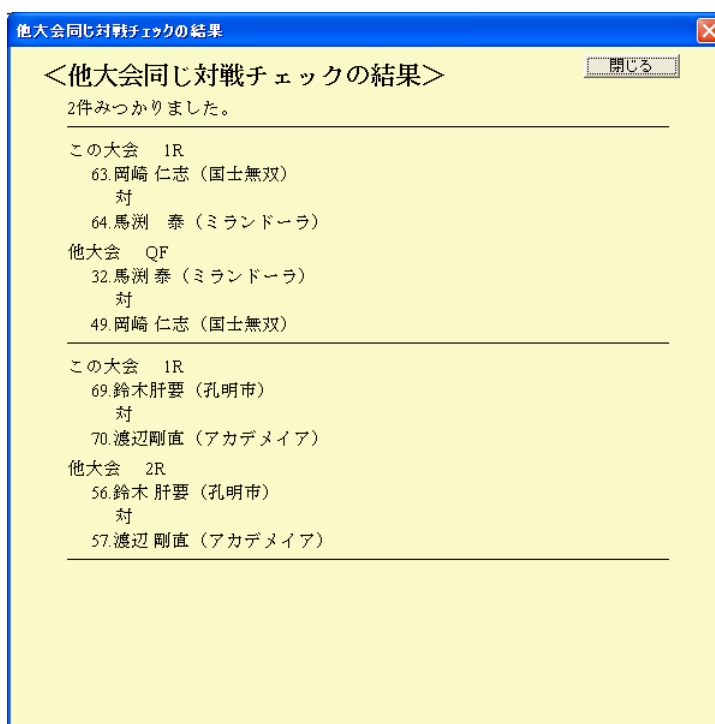 他大会同じ対戦チェックの結果
＜他大会同じ対戦チェックの結果＞
閉じる
2件みつかりました。
この大会　1R
63.岡崎 仁志（国士無双）
対
64.馬渕　泰（ミランドーラ）
他大会　QF
32.馬渕 泰（ミランドーラ）
対
49.岡崎 仁志（国士無双）
この大会　1R
69.鈴木肝要（孔明市）
対
70.渡辺剛直（アカデメイア）
他大会　2R
56.鈴木 肝要（孔明市）
対
57.渡辺 剛直（アカデメイア）